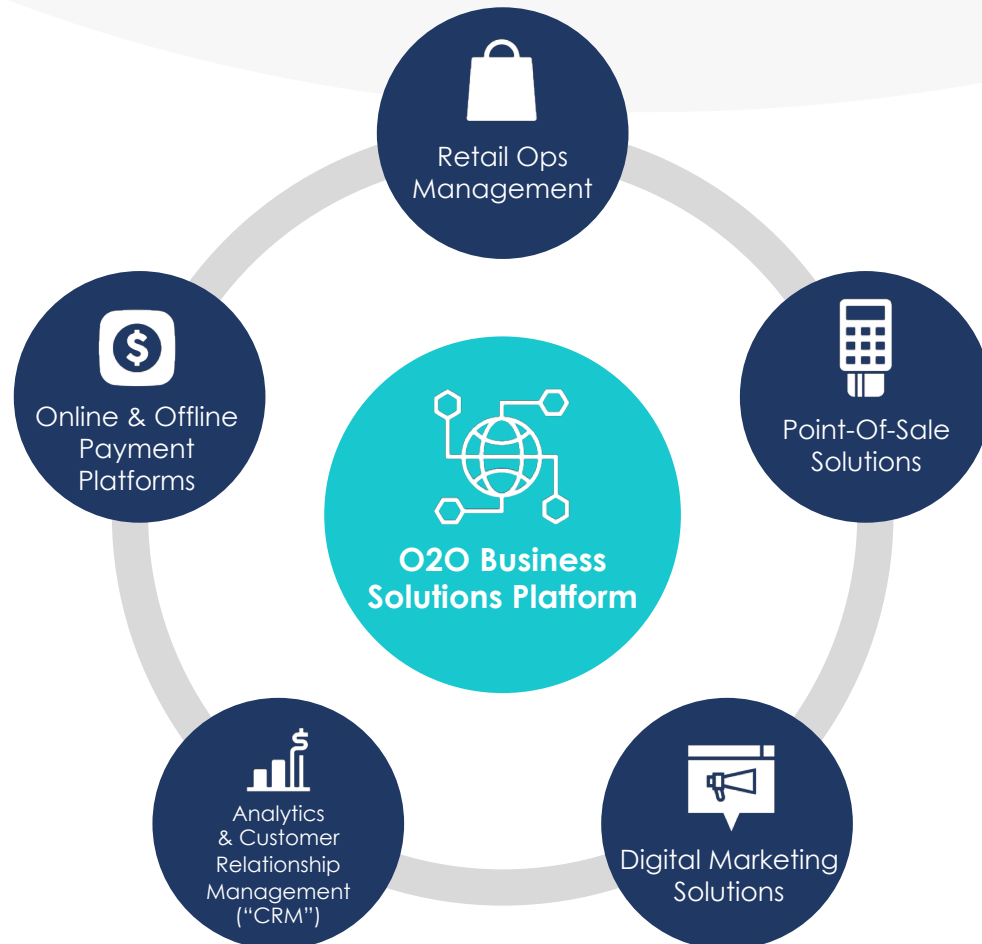 Retail Ops
Management
Online & Offline
Payment
Platforms
Point-Of-Sale
Solutions
O2O Business
Solutions Platform
Analytics
& Customer
Relationship
Management
(“CRM”)
Digital Marketing
Solutions